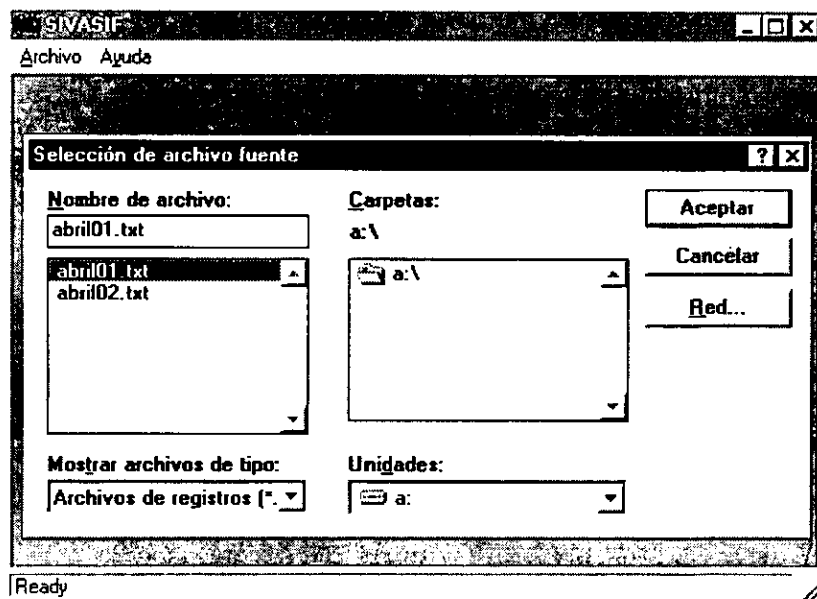 SIVASIF
Archivo Ayuda
Selección de archivo fuente
Nombre de archivo:
abril01.txt
abril01.txt
abril02.txt
Mostrar archivos de tipo:
Archivos de registros (*.
Carpetas:
a:\
a:\
Unidades:
a:
Aceptar
Cancelar
Red...
Ready